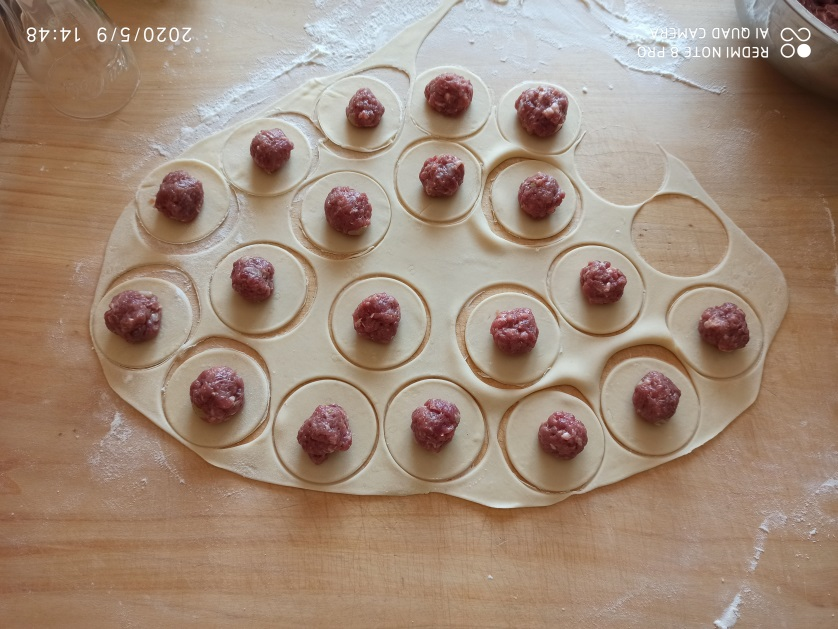 REDMI NOTE 8 PRO
AI QUAD CAMERA
2020/5/9 14:48